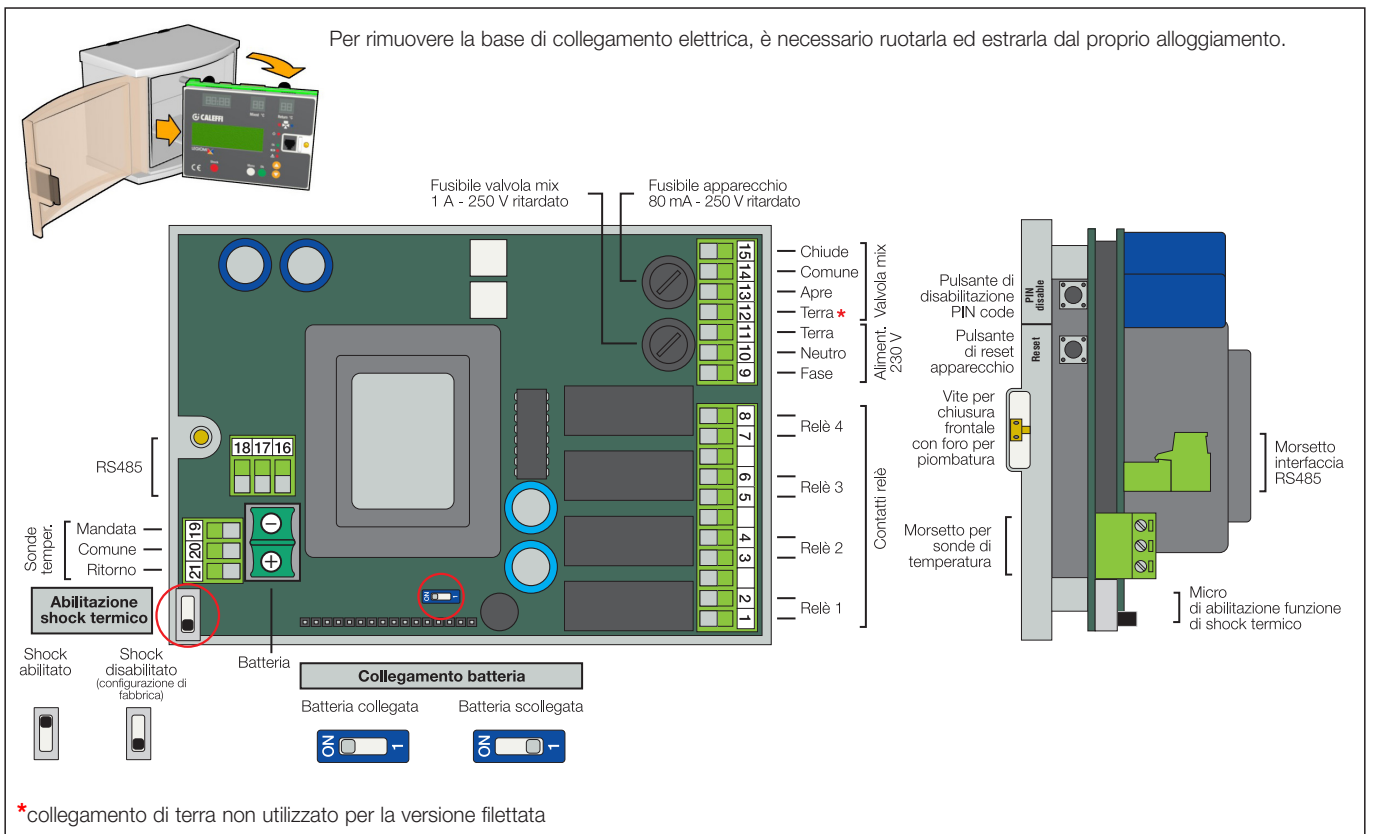 Per rimuovere la base di collegamento elettrica, è necessario ruotarla ed estrarla dal proprio alloggiamento.
CALEFFI
CE
Fusibile valvola mix
1 A - 250 V ritardato
Fusibile apparecchio
80 mA - 250 V ritardato
15
14
13
12
11
10
9
Chiude
Comune
Apre
Terra *
Terra
Neutro
Fase
Valvola mix
Aliment.
230 V
8
7
6
5
4
3
2
1
Relè 4
Relè 3
Relè 2
Relè 1
Contatti relè
RS485
18 17 16
Sonde
temper.
Mandata
Comune
Ritorno
19
20
21
ON 1
Abilitazione
shock termico
Shock
abilitato
Shock
disabilitato
(configurazione di
fabbrica)
Batteria
Collegamento batteria
Batteria collegata
Batteria scollegata
ON 1
ON 1
Pulsante di
disabilitazione
PIN code
PIN
disable
Pulsante
di reset
apparecchio
Reset
Vite per
chiusura
frontale
con foro per
piombatura
Morsetto
interfaccia
RS485
Morsetto per
sonde di
temperatura
Micro
di abilitazione funzione
di shock termico
*collegamento di terra non utilizzato per la versione filettata